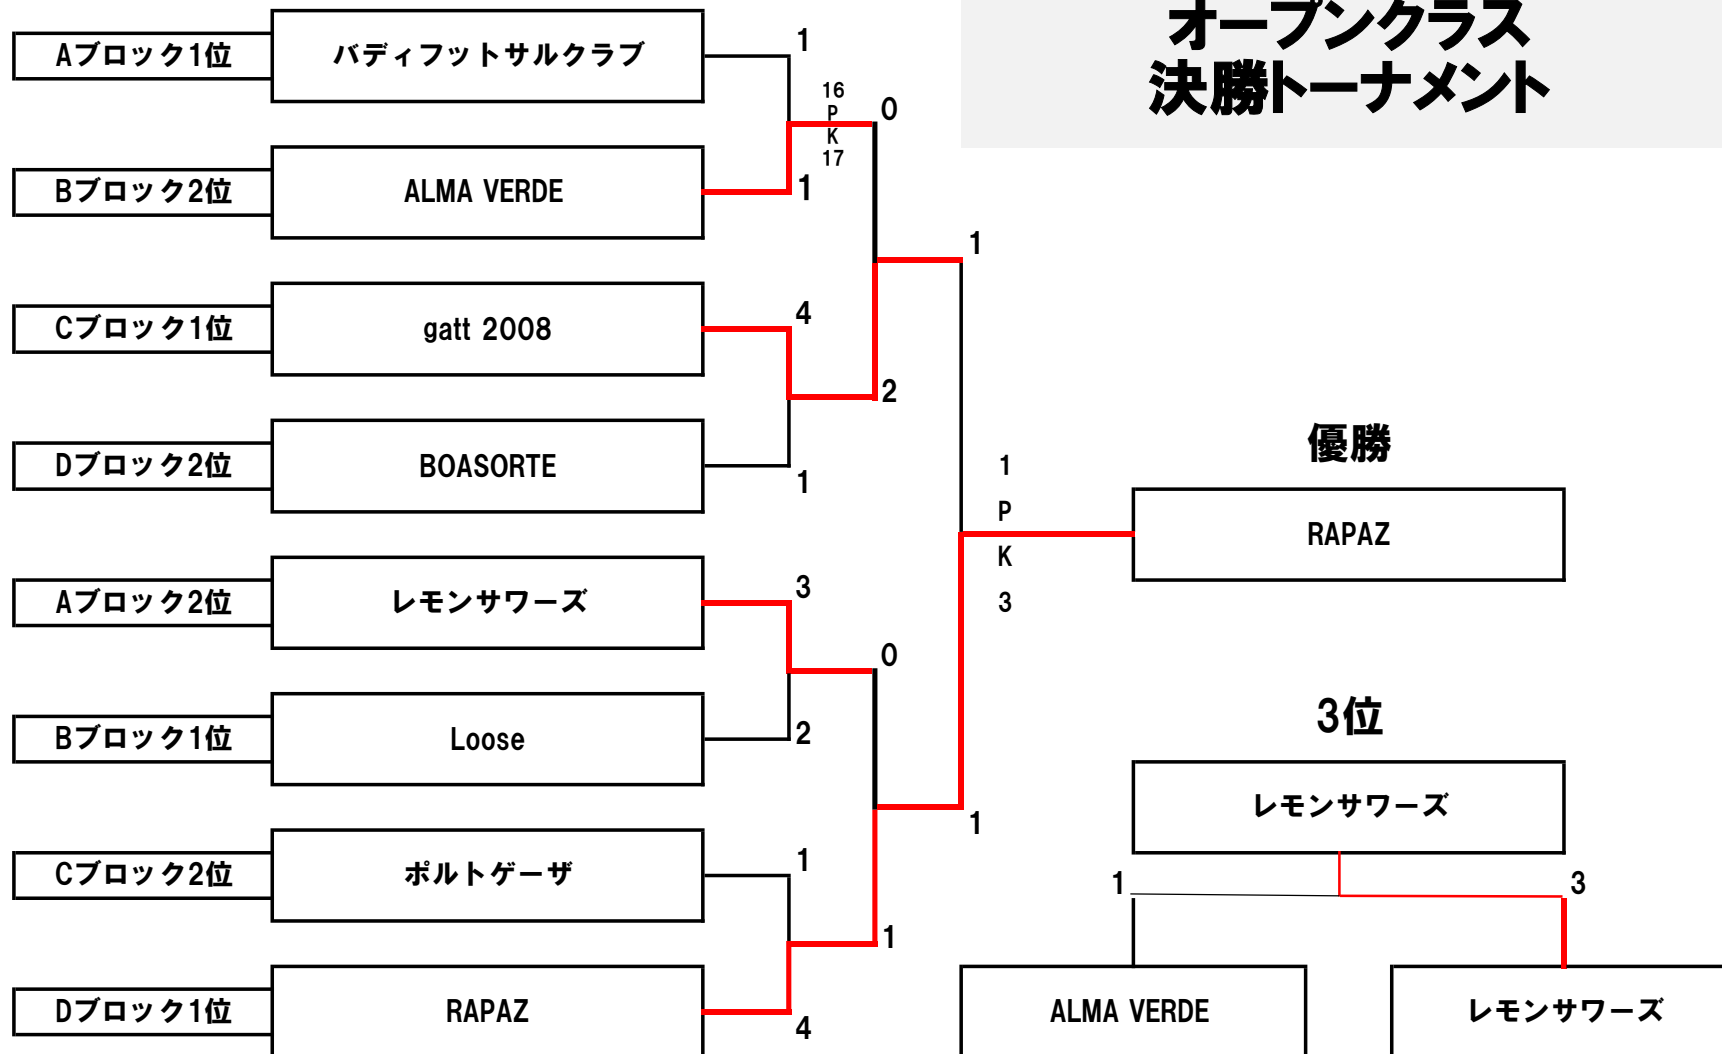 オープンクラス
決勝トーナメント
Aブロック1位
バディフットサルクラブ
1
16
P
K
17
0
Bブロック2位
ALMA VERDE
1
1
Cブロック1位
gatt 2008
4
2
Dブロック2位
BOASORTE
1
1
P
K
3
優勝
RAPAZ
Aブロック2位
レモンサワーズ
3
0
Bブロック1位
Loose
2
3位
レモンサワーズ
1
Cブロック2位
ポルトゲーザ
1
1
1
3
Dブロック1位
RAPAZ
4
ALMA VERDE
レモンサワーズ